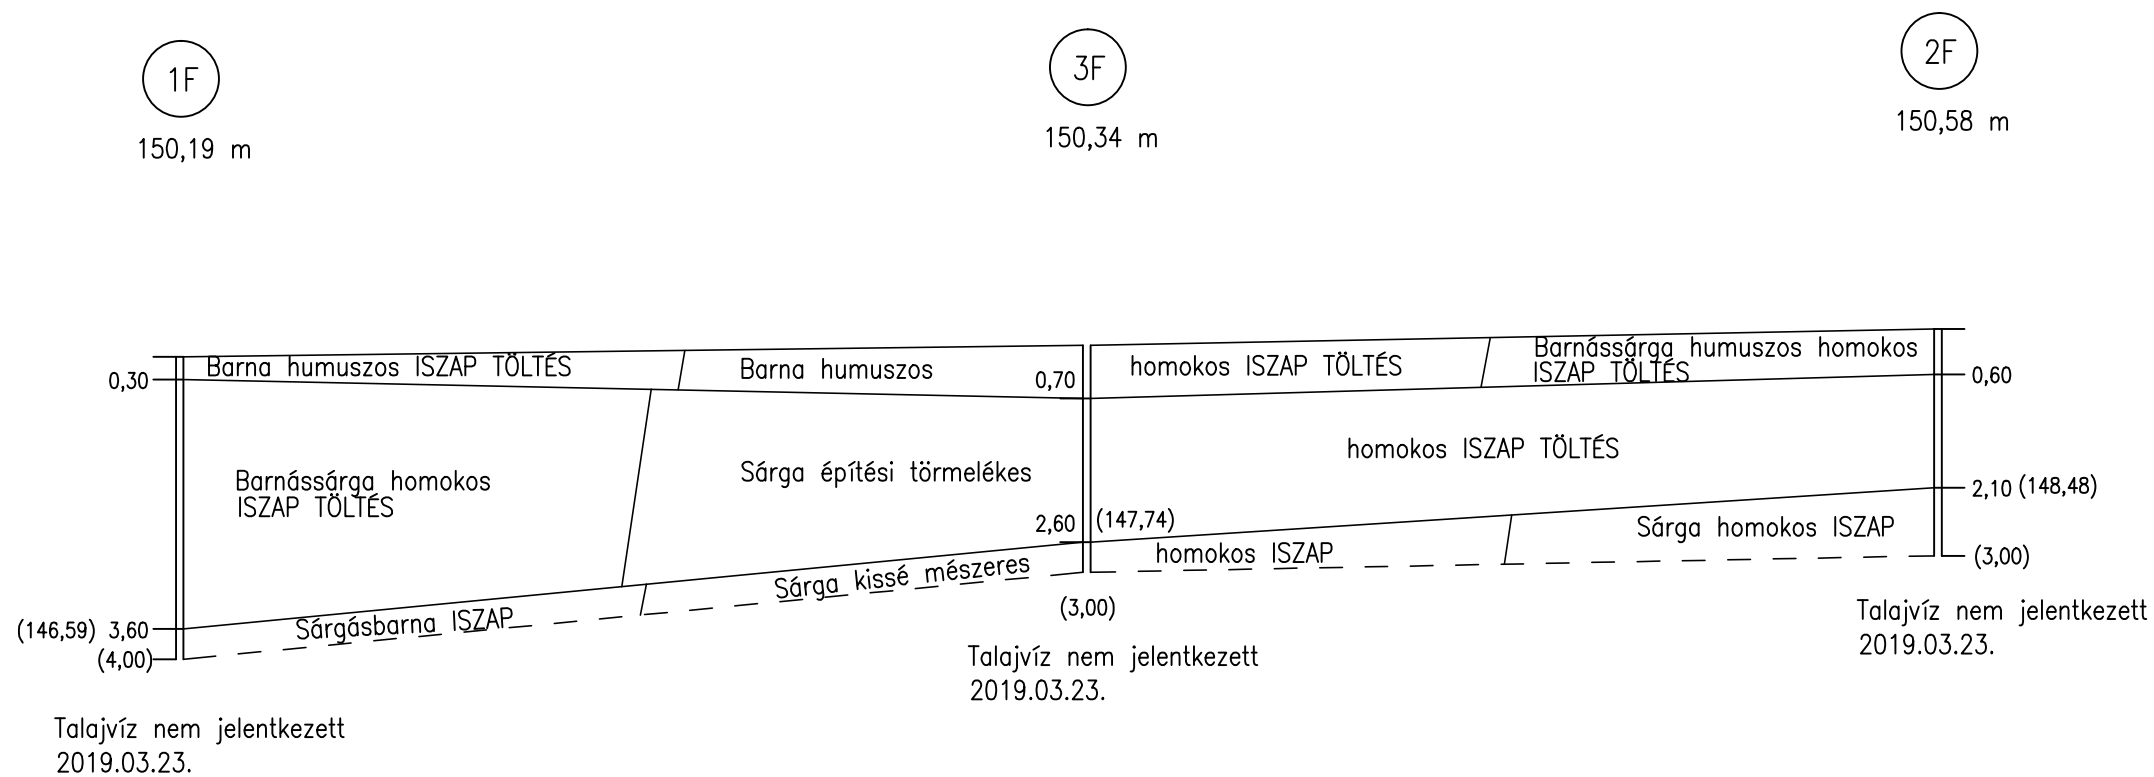 1F
3F
2F
150,19 m
150,34 m
150,58 m
Barna humuszos ISZAP TÖLTÉS
Barna humuszos
homokos ISZAP TÖLTÉS
Barnássárga humuszos homokos
ISZAP TÖLTÉS
0,30
0,70
0,60
Barnássárga homokos
ISZAP TÖLTÉS
Sárga építési törmelékes
homokos ISZAP TÖLTÉS
2,60
(147,74)
2,10 (148,48)
Sárgásbarna ISZAP
Sárga kissé mészeres
homokos ISZAP
Sárga homokos ISZAP
(146,59) 3,60
(4,00)
(3,00)
(3,00)
Talajvíz nem jelentkezett
2019.03.23.
Talajvíz nem jelentkezett
2019.03.23.
Talajvíz nem jelentkezett
2019.03.23.